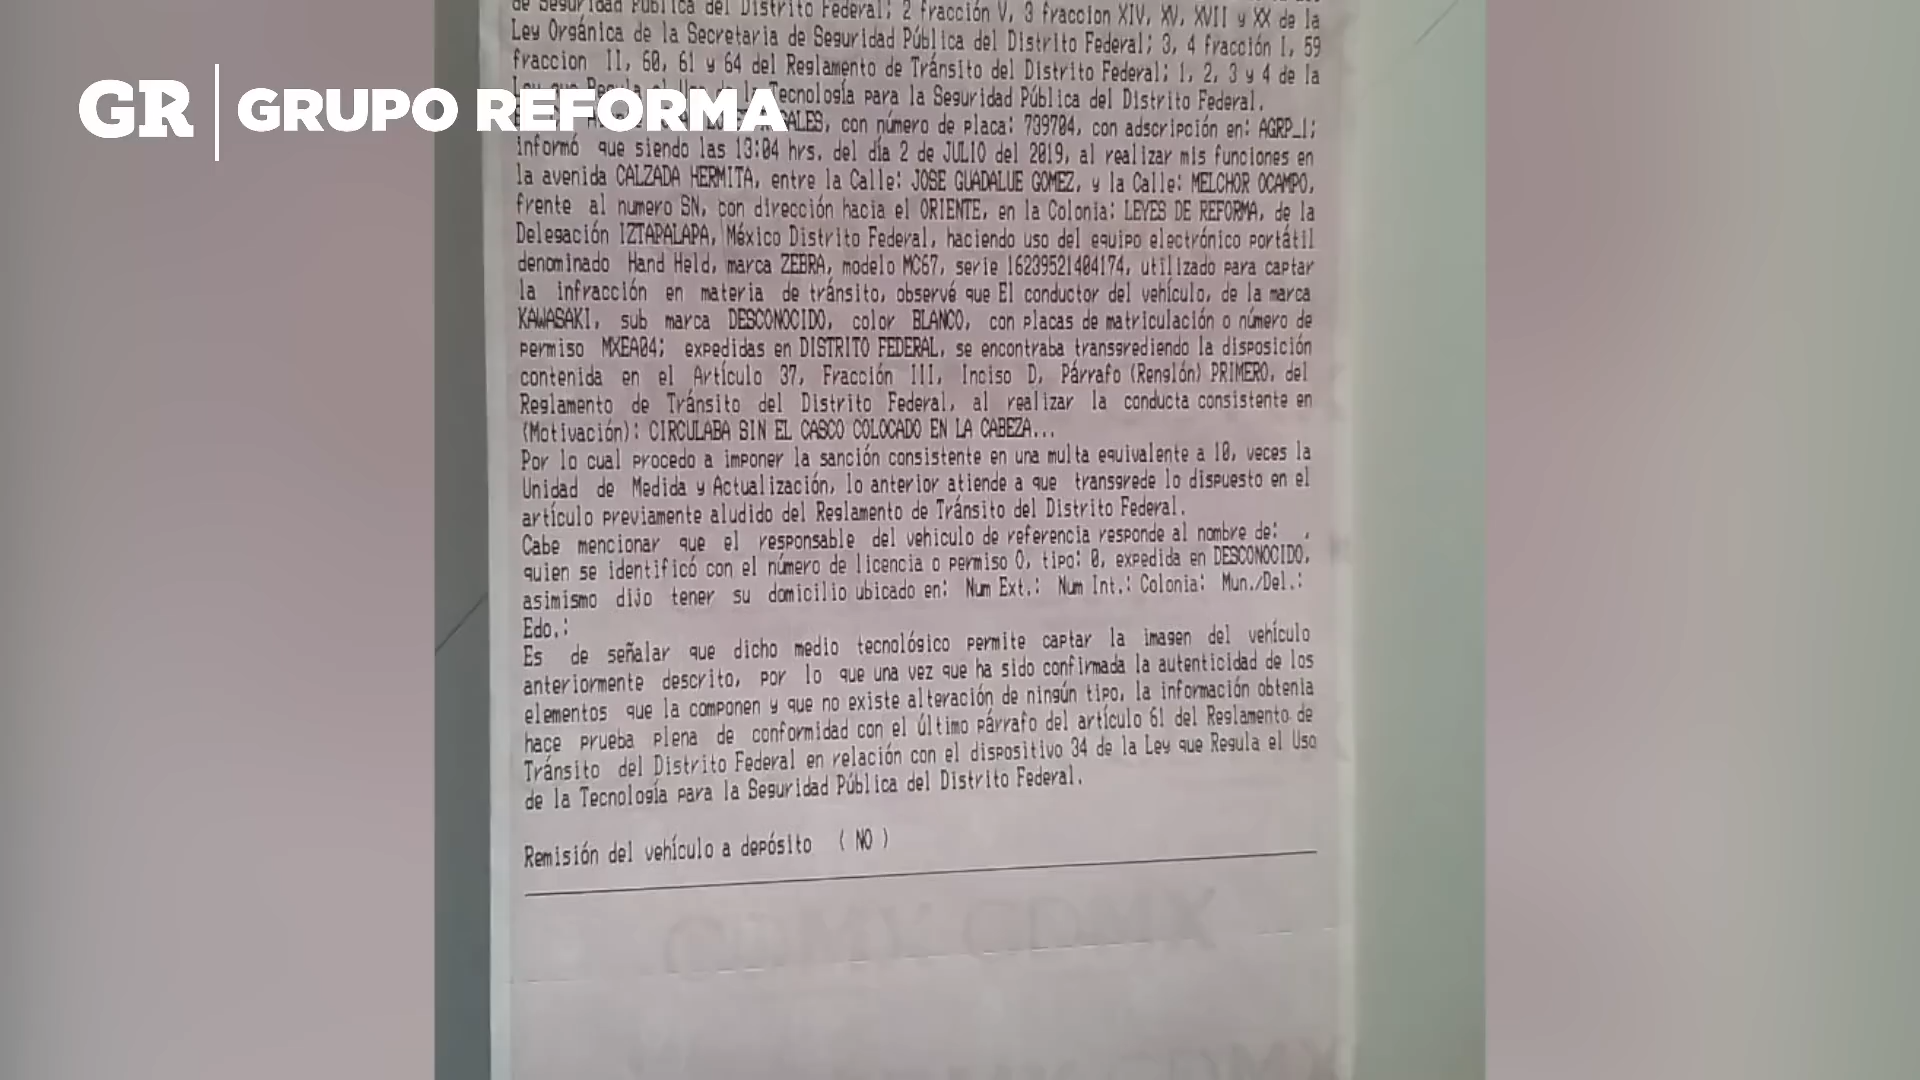 de Seguridad Pública del Distrito Federal; 2 fracción V, 3 fraccion XIV, XV, XVII y XX de la
Ley Orgánica de la Secretaria de Seguridad Pública del Distrito Federal; 3, 4 fracción I, 59
fraccion II, 60, 61 y 64 del Reglamento de Tránsito del Distrito Federal; 1, 2, 3 y 4 de la
Ley que Regula el Uso de la Tecnología para la Seguridad Pública del Distrito Federal.
GR GRUPO REFORMA
con número de placa: 739704, con adscripción en: AGRP_1;
informó que siendo las 13:04 hrs. del día 2 de JULIO del 2019, al realizar mis funciones en
la avenida CALZADA HERMITA, entre la Calle: JOSE GUADALUE GOMEZ, y la Calle: MELCHOR OCAMPO,
frente al numero SN, con dirección hacia el ORIENTE, en la Colonia: LEYES DE REFORMA, de la
Delegación IZTAPALAPA, México Distrito Federal, haciendo uso del equipo electrónico portátil
denominado Hand Held, marca ZEBRA, modelo MC67, serie 16239521404174, utilizado para captar
la infracción en materia de tránsito, observé que El conductor del vehículo, de la marca
KAWASAKI, sub marca DESCONOCIDO, color BLANCO, con placas de matriculación o número de
permiso MXEA04; expedidas en DISTRITO FEDERAL, se encontraba transgrediendo la disposición
contenida en el Artículo 37, Fracción III, Inciso D, Párrafo (Renglón) PRIMERO, del
Reglamento de Tránsito del Distrito Federal, al realizar la conducta consistente en
(Motivación): CIRCULABA SIN EL CASCO COLOCADO EN LA CABEZA...
Por lo cual procedo a imponer la sanción consistente en una multa equivalente a 10, veces la
Unidad de Medida y Actualización, lo anterior atiende a que transgrede lo dispuesto en el
artículo previamente aludido del Reglamento de Tránsito del Distrito Federal.
Cabe mencionar que el responsable del vehiculo de referencia responde al nombre de: ,
quien se identificó con el número de licencia o permiso 0, tipo: 0, expedida en DESCONOCIDO,
asimismo dijo tener su domicilio ubicado en: Num Ext.: Num Int.: Colonia: Mun./Del.:
Edo.:
Es de señalar que dicho medio tecnológico permite captar la imagen del vehículo
anteriormente descrito, por lo que una vez que ha sido confirmada la autenticidad de los
elementos que la componen y que no existe alteración de ningún tipo, la información obtenia
hace prueba plena de conformidad con el último párrafo del artículo 61 del Reglamento de
Tránsito del Distrito Federal en relación con el dispositivo 34 de la Ley que Regula el Uso
de la Tecnología para la Seguridad Pública del Distrito Federal.
Remisión del vehículo a depósito ( NO )
CDMX CDMX
CDMX